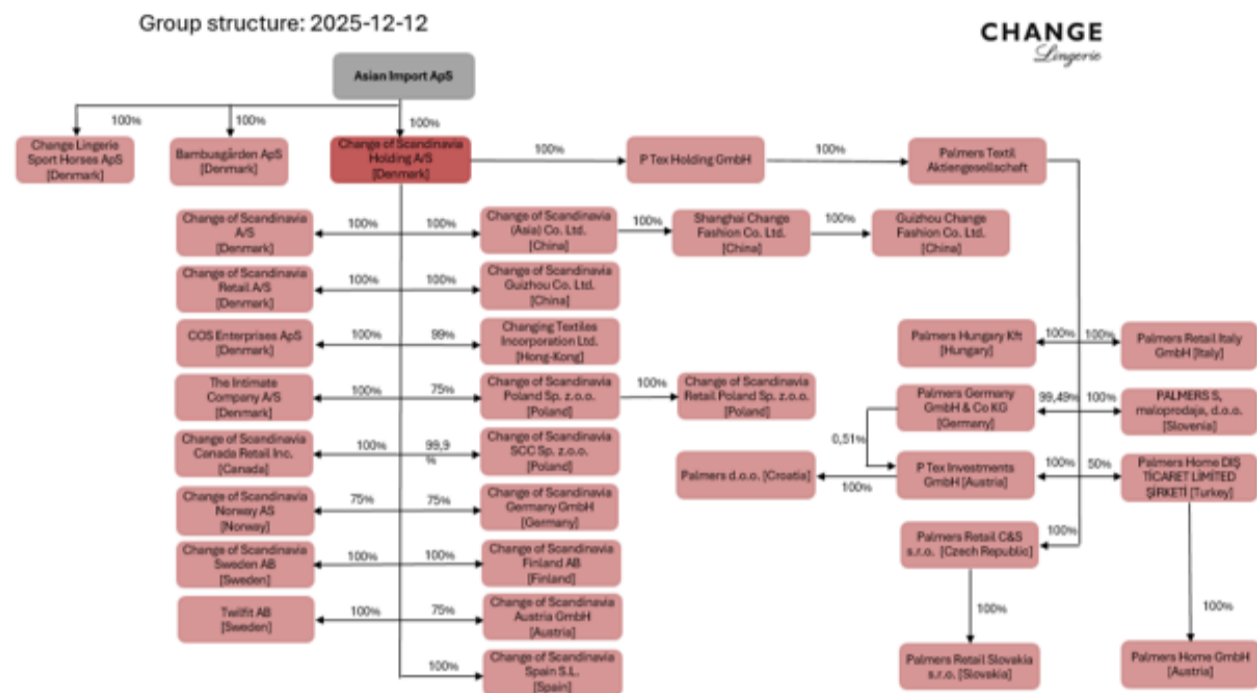 Group structure: 2025-12-12
CHANGE
Lingerie
Asian Import ApS
100%
100%
100%
Change Lingerie
Sport Horses ApS
[Denmark]
Bambusgården ApS
[Denmark]
Change of Scandinavia
Holding A/S
[Denmark]
100%
P Tex Holding GmbH
100%
Palmers Textil
Aktiengesellschaft
Change of Scandinavia
A/S
[Denmark]
100%
100%
Change of Scandinavia
(Asia) Co. Ltd.
[China]
100%
Shanghai Change
Fashion Co. Ltd.
[China]
100%
Guizhou Change
Fashion Co. Ltd.
[China]
Change of Scandinavia
Retail A/S
[Denmark]
100%
100%
Change of Scandinavia
Guizhou Co. Ltd.
[China]
COS Enterprises ApS
[Denmark]
100%
99%
Changing Textiles
Incorporation Ltd.
[Hong-Kong]
Palmers Hungary Kft
[Hungary]
100%
100%
Palmers Retail Italy
GmbH [Italy]
The Intimate
Company A/S
[Denmark]
100%
75%
Change of Scandinavia
Poland Sp. z.o.o.
[Poland]
100%
Change of Scandinavia
Retail Poland Sp. z.o.o.
[Poland]
Palmers Germany
GmbH & Co KG
[Germany]
99,49%
100%
PALMERS S,
maloprodaja, d.o.o.
[Slovenia]
0,51%
Change of Scandinavia
Canada Retail Inc.
[Canada]
100%
99,9
%
Change of Scandinavia
SCC Sp. z.o.o.
[Poland]
Palmers d.o.o. [Croatia]
100%
P Tex Investments
GmbH [Austria]
100%
50%
Palmers Home DIŞ
TİCARET LİMİTED
ŞİRKETİ [Turkey]
Change of Scandinavia
Norway AS
[Norway]
75%
75%
Change of Scandinavia
Germany GmbH
[Germany]
Palmers Retail C&S
s.r.o. [Czech Republic]
100%
Change of Scandinavia
Sweden AB
[Sweden]
100%
100%
Change of Scandinavia
Finland AB
[Finland]
Twilfit AB
[Sweden]
100%
75%
Change of Scandinavia
Austria GmbH
[Austria]
100%
100%
100%
Change of Scandinavia
Spain S.L.
[Spain]
Palmers Retail Slovakia
s.r.o. [Slovakia]
Palmers Home GmbH
[Austria]